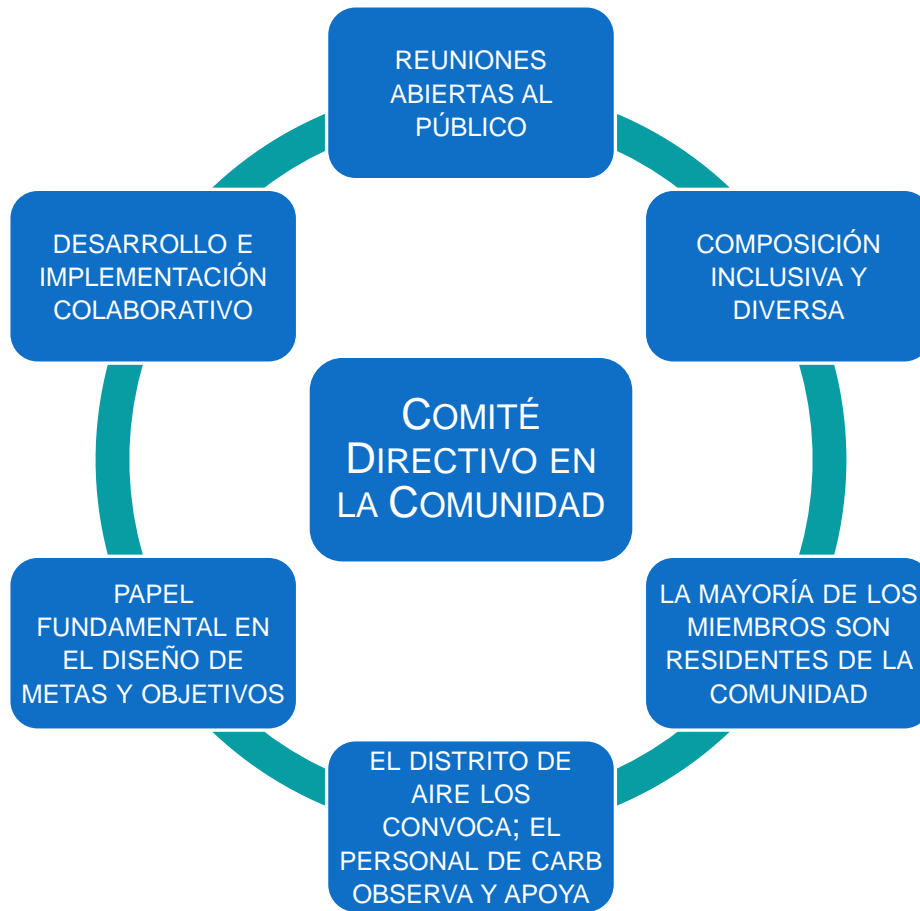 REUNIONES
ABIERTAS AL
PÚBLICO
COMPOSICIÓN
INCLUSIVA Y
DIVERSA
LA MAYORÍA DE LOS
MIEMBROS SON
RESIDENTES DE LA
COMUNIDAD
EL DISTRITO DE
AIRE LOS
CONVOCA; EL
PERSONAL DE CARB
OBSERVA Y APOYA
PAPEL
FUNDAMENTAL EN
EL DISEÑO DE
METAS Y OBJETIVOS
DESARROLLO E
IMPLEMENTACIÓN
COLABORATIVO
COMITÉ
DIRECTIVO EN
LA COMUNIDAD